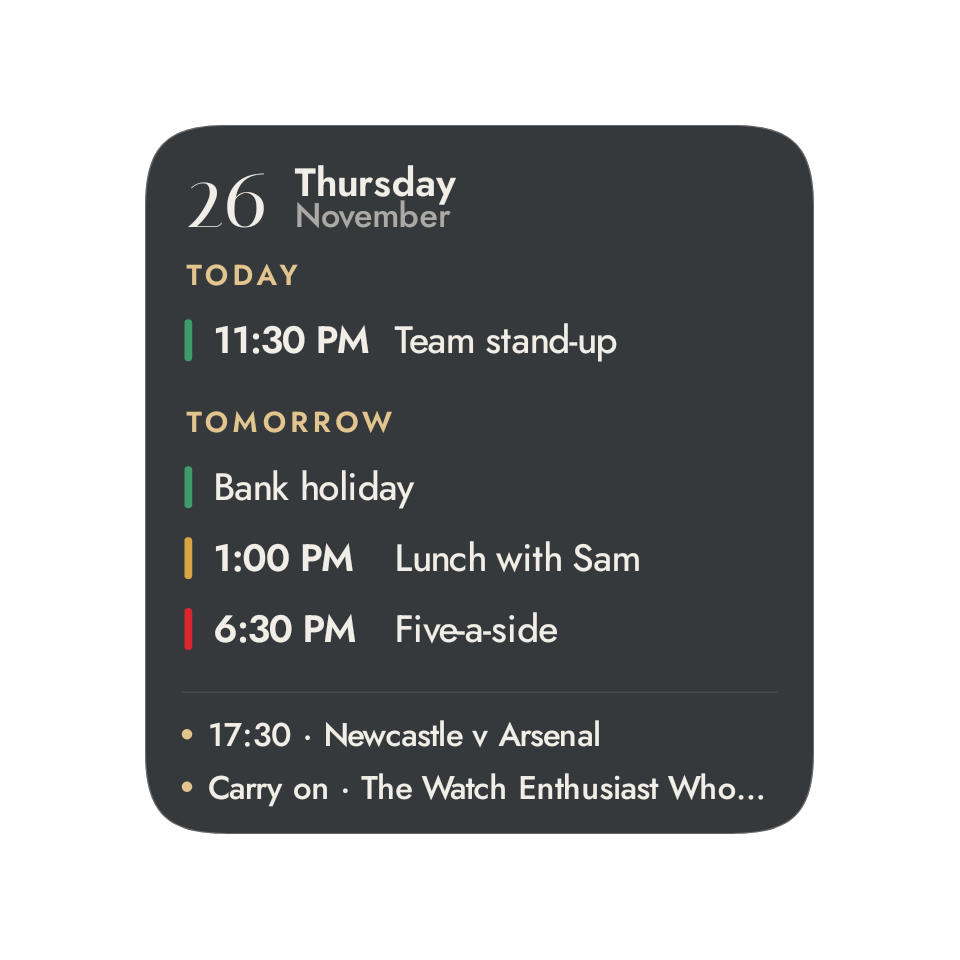 26 Thursday
November
TODAY
11:30 PM Team stand-up
TOMORROW
Bank holiday
1:00 PM Lunch with Sam
6:30 PM Five-a-side
• 17:30 · Newcastle v Arsenal
• Carry on · The Watch Enthusiast Who...